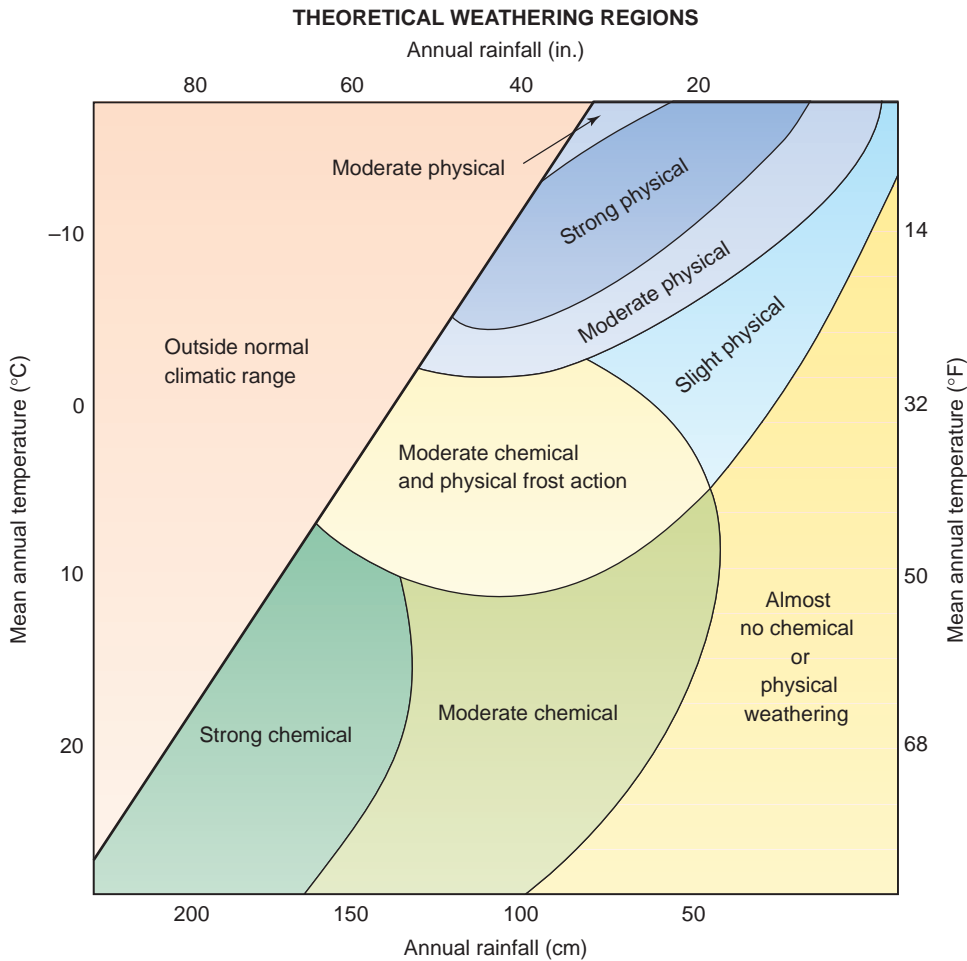 THEORETICAL WEATHERING REGIONS
Annual rainfall (in.)
80 60 40 20
Moderate physical
Strong physical
Moderate physical
Slight physical
Outside normal
climatic range
Moderate chemical
and physical frost action
Almost
no chemical
or
physical
weathering
Strong chemical
Moderate chemical
Mean annual temperature (°C)
–10
0
10
20
Mean annual temperature (°F)
14
32
50
68
200 150 100 50
Annual rainfall (cm)